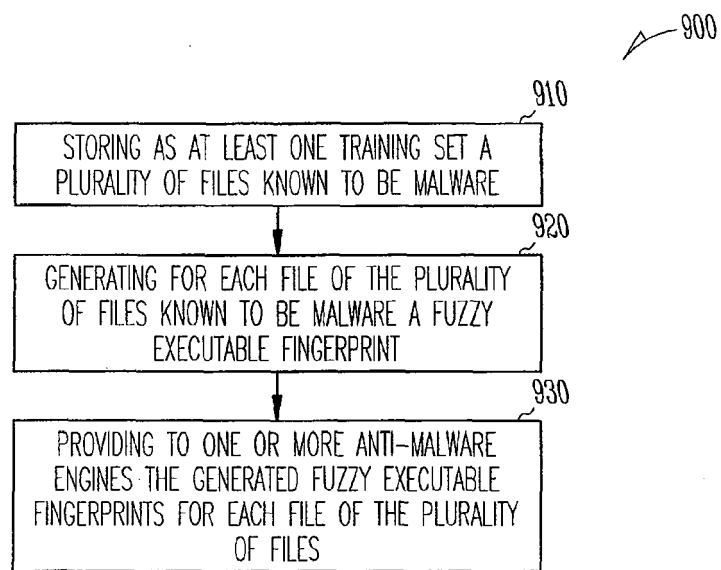 900
910
STORING AS AT LEAST ONE TRAINING SET A
PLURALITY OF FILES KNOWN TO BE MALWARE
920
GENERATING FOR EACH FILE OF THE PLURALITY
OF FILES KNOWN TO BE MALWARE A FUZZY
EXECUTABLE FINGERPRINT
930
PROVIDING TO ONE OR MORE ANTI-MALWARE
ENGINES THE GENERATED FUZZY EXECUTABLE
FINGERPRINTS FOR EACH FILE OF THE PLURALITY
OF FILES